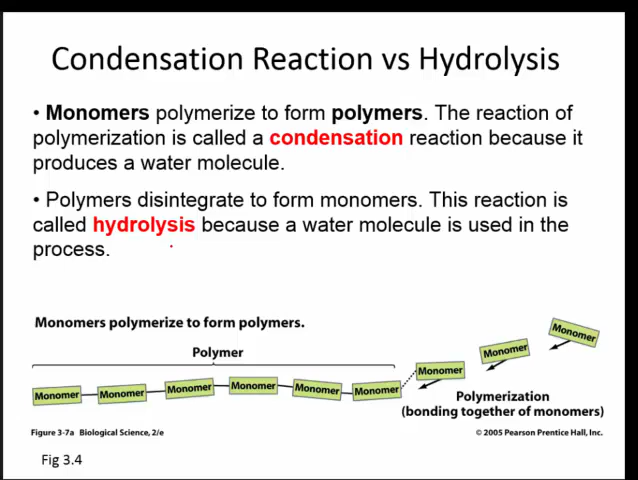 Condensation Reaction vs Hydrolysis
• Monomers polymerize to form polymers. The reaction of
polymerization is called a condensation reaction because it
produces a water molecule.
• Polymers disintegrate to form monomers. This reaction is
called hydrolysis because a water molecule is used in the
process.
Monomers polymerize to form polymers.
Polymer
Monomer
Monomer
Monomer
Monomer
Monomer
Monomer
Monomer
Monomer
Monomer
Polymerization
(bonding together of monomers)
Figure 3-7a Biological Science, 2/e
© 2005 Pearson Prentice Hall, Inc.
Fig 3.4